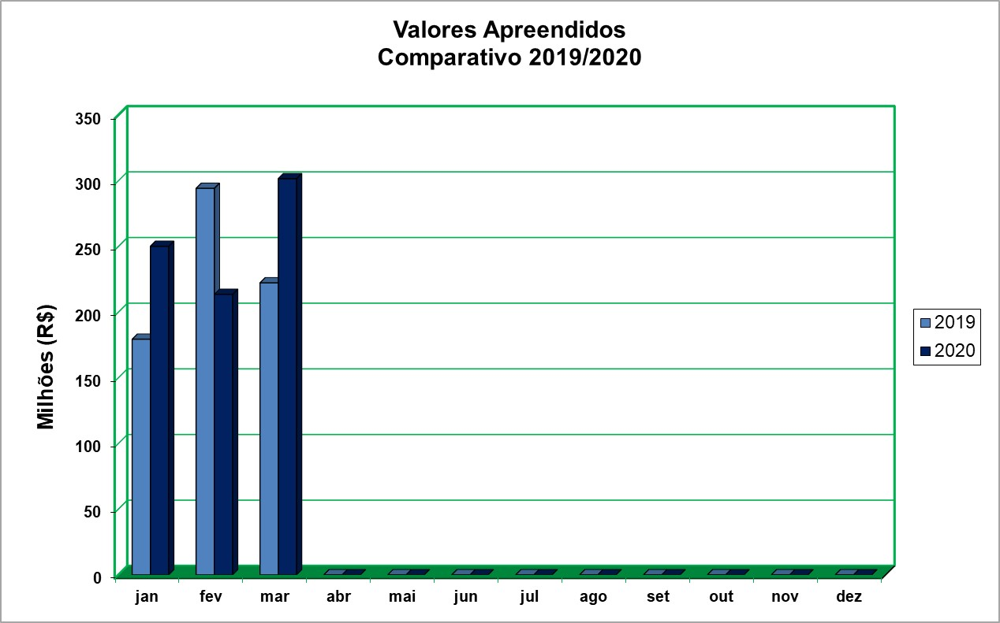 Valores Apreendidos
Comparativo 2019/2020
Milhões (R$)
350
300
250
200
150
100
50
0
jan fev mar abr mai jun jul ago set out nov dez
2019
2020